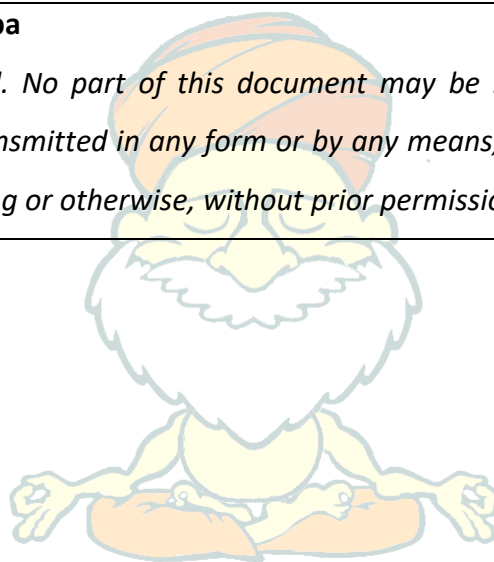 ba
. No part of this document may be
nsmitted in any form or by any means,
g or otherwise, without prior permissio